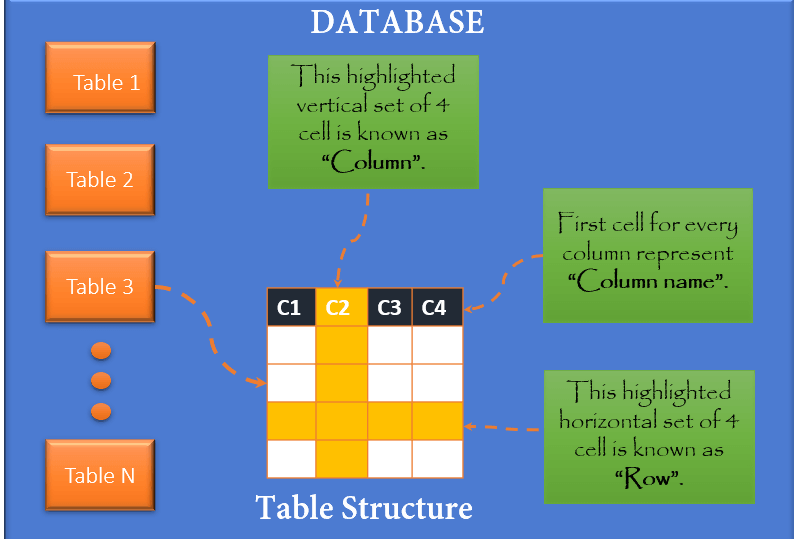 DATABASE
Table 1
Table 2
Table 3
Table N
This highlighted
vertical set of 4
cell is known as
“Column”.
First cell for every
column represent
“Column name”.
C1 C2 C3 C4
This highlighted
horizontal set of 4
cell is known as
“Row”.
Table Structure